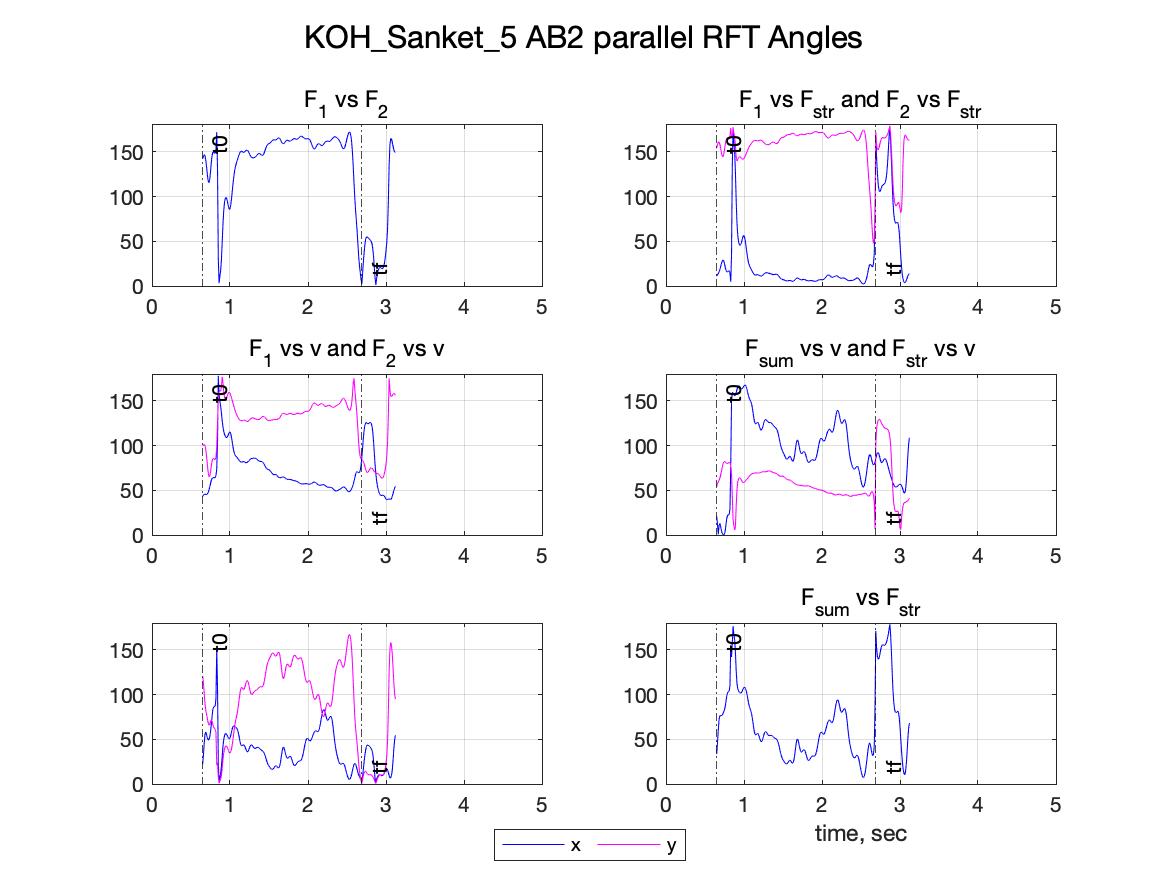 KOH_Sanket_5 AB2 parallel RFT Angles
F1 vs F2
150
100
50
0
t0
tf
0 1 2 3 4 5
F1 vs Fstr and F2 vs Fstr
150
100
50
0
t0
tf
0 1 2 3 4 5
F1 vs v and F2 vs v
150
100
50
0
t0
tf
0 1 2 3 4 5
Fsum vs v and Fstr vs v
150
100
50
0
t0
tf
0 1 2 3 4 5
150
100
50
0
t0
tf
0 1 2 3 4 5
Fsum vs Fstr
150
100
50
0
t0
tf
0 1 2 3 4 5
time, sec
x y